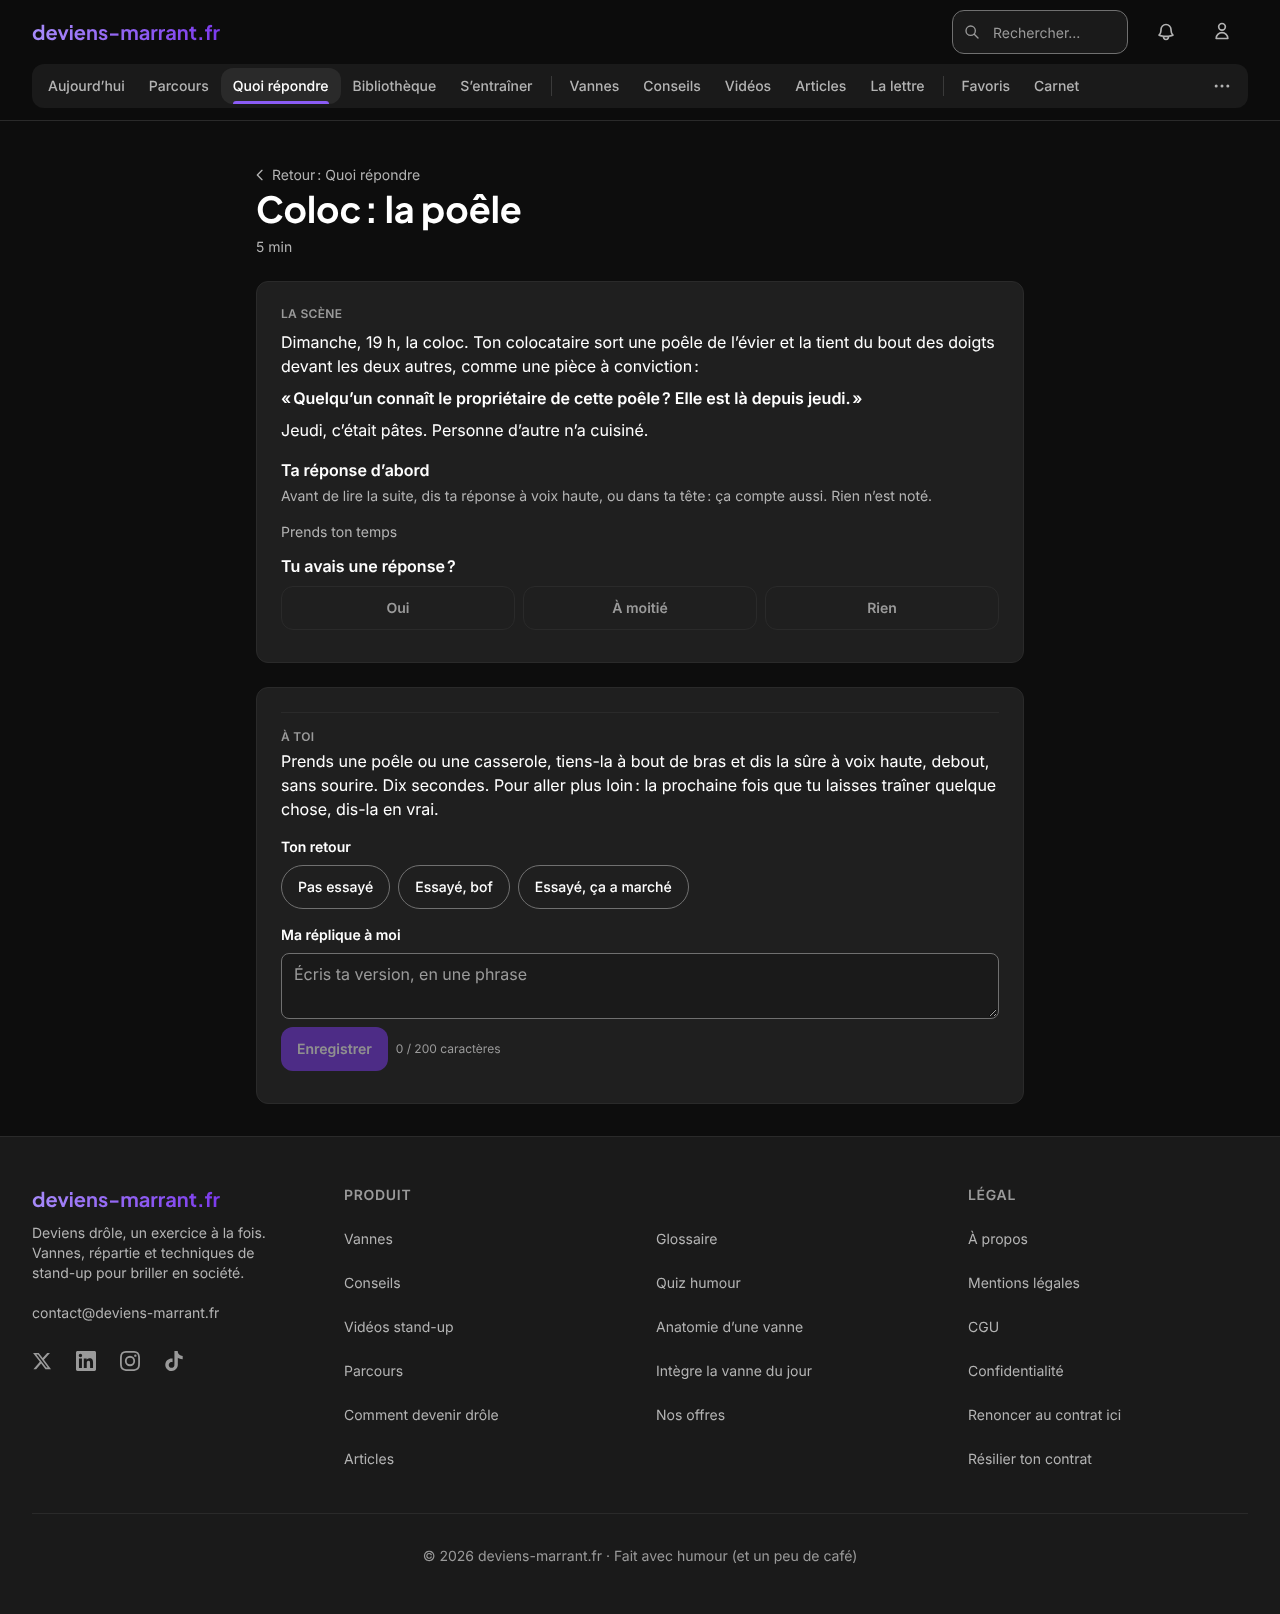 deviens-marrant.fr
Rechercher...
Aujourd’hui Parcours Quoi répondre Bibliothèque S’entraîner Vannes Conseils Vidéos Articles La lettre Favoris Carnet
Retour : Quoi répondre
Coloc : la poêle
5 min
LA SCÈNE
Dimanche, 19 h, la coloc. Ton colocataire sort une poêle de l’évier et la tient du bout des doigts
devant les deux autres, comme une pièce à conviction :
« Quelqu’un connaît le propriétaire de cette poêle ? Elle est là depuis jeudi. »
Jeudi, c’était pâtes. Personne d’autre n’a cuisiné.
Ta réponse d’abord
Avant de lire la suite, dis ta réponse à voix haute, ou dans ta tête : ça compte aussi. Rien n’est noté.
Prends ton temps
Tu avais une réponse ?
Oui À moitié Rien
À TOI
Prends une poêle ou une casserole, tiens-la à bout de bras et dis la sûre à voix haute, debout,
sans sourire. Dix secondes. Pour aller plus loin : la prochaine fois que tu laisses traîner quelque
chose, dis-la en vrai.
Ton retour
Pas essayé Essayé, bof Essayé, ça a marché
Ma réplique à moi
Écris ta version, en une phrase
Enregistrer 0 / 200 caractères
deviens-marrant.fr
Deviens drôle, un exercice à la fois.
Vannes, répartie et techniques de
stand-up pour briller en société.
contact@deviens-marrant.fr
PRODUIT
Vannes
Conseils
Vidéos stand-up
Parcours
Comment devenir drôle
Articles
Glossaire
Quiz humour
Anatomie d’une vanne
Intègre la vanne du jour
Nos offres
LÉGAL
À propos
Mentions légales
CGU
Confidentialité
Renoncer au contrat ici
Résilier ton contrat
© 2026 deviens-marrant.fr · Fait avec humour (et un peu de café)